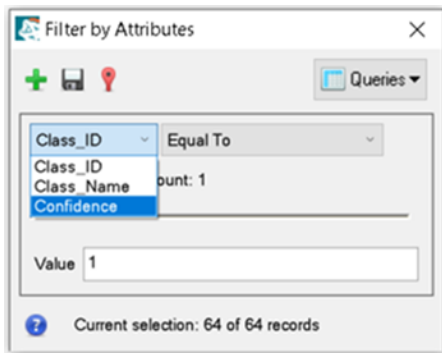 Filter by Attributes
Queries
Class_ID Equal To
Class_ID
Class_Name
Confidence
ount: 1
Value 1
Current selection: 64 of 64 records